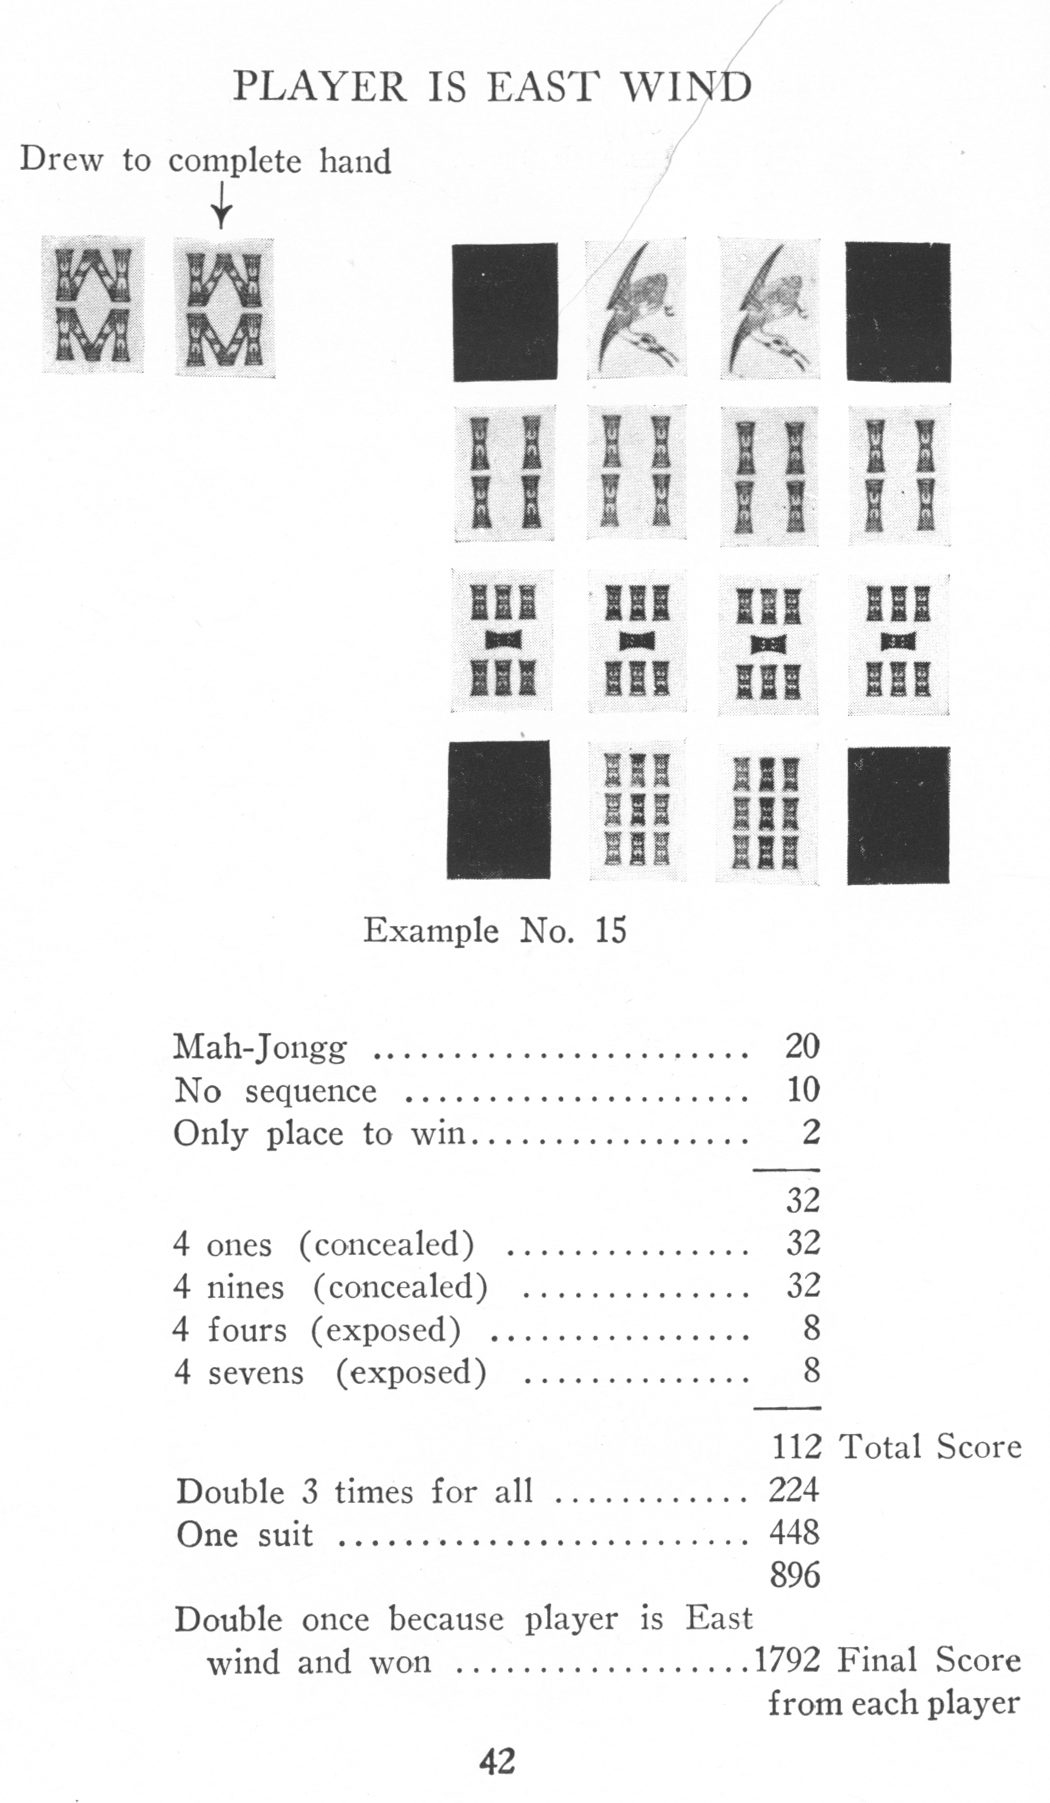 PLAYER IS EAST WIND
Drew to complete hand
Example No. 15
Mah-Jongg ........................ 20
No sequence ...................... 10
Only place to win.................. 2
32
4 ones (concealed) ............... 32
4 nines (concealed) .............. 32
4 fours (exposed) ................ 8
4 sevens (exposed) .............. 8
112 Total Score
Double 3 times for all ............ 224
One suit .......................... 448
896
Double once because player is East
wind and won ...................1792 Final Score
from each player
42